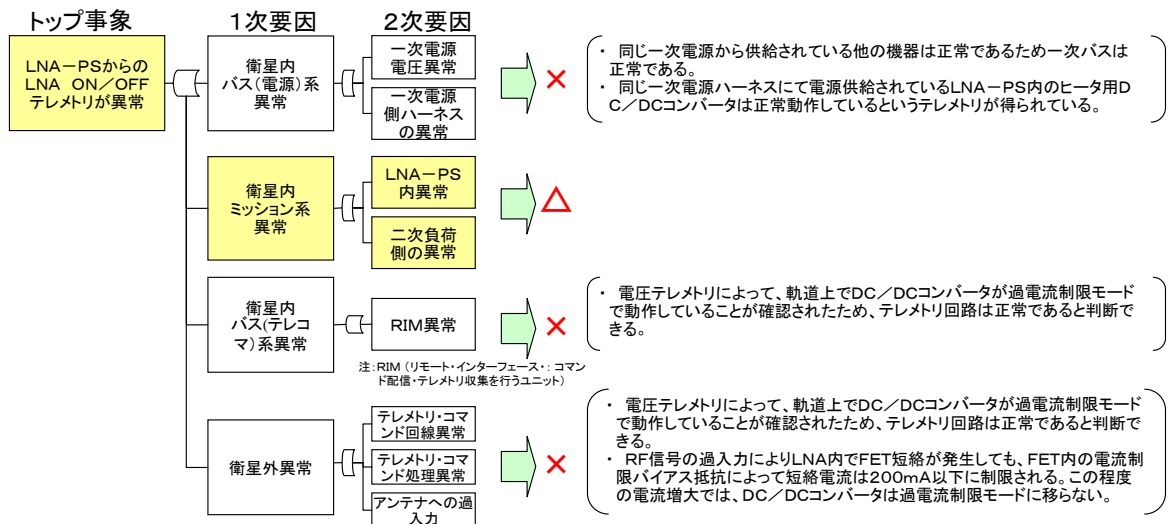 トップ事象
1次要因
2次要因
LNA－PSからの
LNA ON／OFF
テレメトリが異常
衛星内
バス(電源)系
異常
一次電源
電圧異常
一次電源
側ハーネス
の異常
×
・ 同じ一次電源から供給されている他の機器は正常であるため一次バスは
正常である。
・ 同じ一次電源ハーネスにて電源供給されているLNA－PS内のヒータ用D
C／DCコンバータは正常動作しているというテレメトリが得られている。
衛星内
ミッション系
異常
LNA－PS
内異常
二次負荷
側の異常
△
衛星内
バス(テレコ
マ)系異常
RIM異常
×
・ 電圧テレメトリによって、軌道上でDC／DCコンバータが過電流制限モード
で動作していることが確認されたため、テレメトリ回路は正常であると判断で
きる。
注：RIM （リモート・インターフェース・： コマン
ド配信・テレメトリ収集を行うユニット）
衛星外異常
テレメトリ・コマ
ンド回線異常
テレメトリ・コマ
ンド処理異常
アンテナへの過
入力
×
・ 電圧テレメトリによって、軌道上でDC／DCコンバータが過電流制限モード
で動作していることが確認されたため、テレメトリ回路は正常であると判断で
きる。
・ RF信号の過入力によりLNA内でFET短絡が発生しても、FET内の電流制
限バイアス抵抗によって短絡電流は200mA以下に制限される。この程度
の電流増大では、DC／DCコンバータは過電流制限モードに移らない。